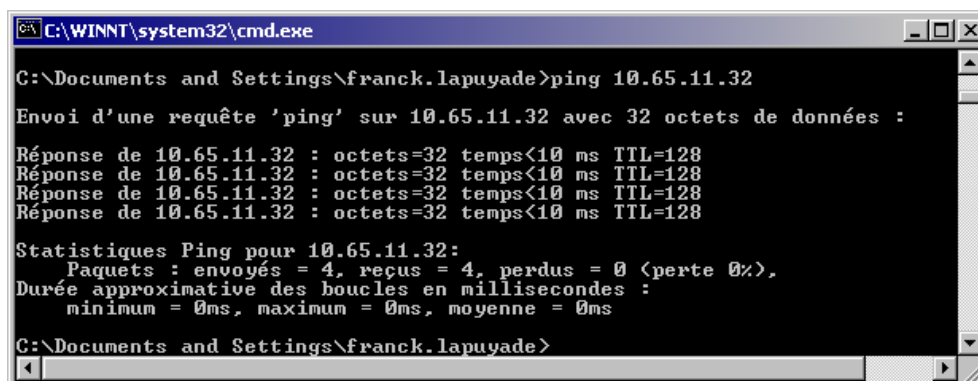 C:\WINNT\system32\cmd.exe
C:\Documents and Settings\franck.lapuyade>ping 10.65.11.32
Envoi d'une requête 'ping' sur 10.65.11.32 avec 32 octets de données :
Réponse de 10.65.11.32 : octets=32 temps<10 ms TTL=128
Réponse de 10.65.11.32 : octets=32 temps<10 ms TTL=128
Réponse de 10.65.11.32 : octets=32 temps<10 ms TTL=128
Réponse de 10.65.11.32 : octets=32 temps<10 ms TTL=128
Statistiques Ping pour 10.65.11.32:
    Paquets : envoyés = 4, reçus = 4, perdus = 0 (perte 0%),
Durée approximative des boucles en millisecondes :
    minimum = 0ms, maximum = 0ms, moyenne = 0ms
C:\Documents and Settings\franck.lapuyade>